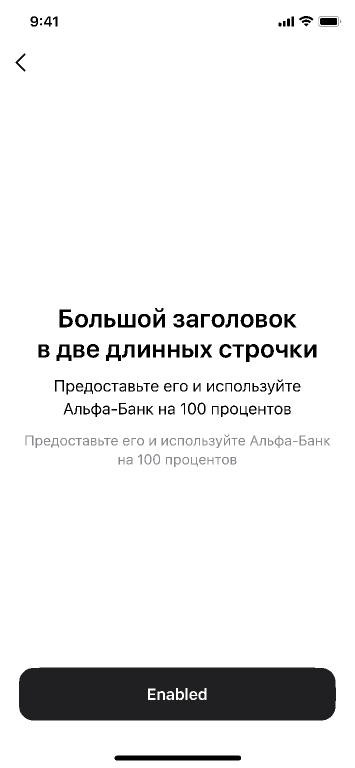 9:41
Большой заголовок
в две длинных строчки
Предоставьте его и используйте
Альфа-Банк на 100 процентов
Предоставьте его и используйте Альфа-Банк
на 100 процентов
Enabled